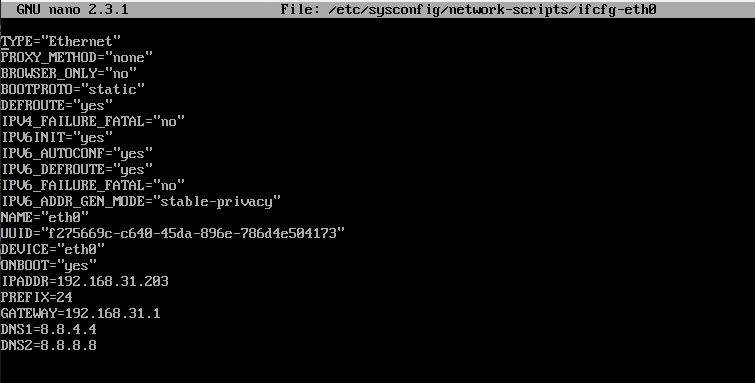 GNU nano 2.3.1 File: /etc/sysconfig/network-scripts/ifcfg-eth0
TYPE="Ethernet"
PROXY_METHOD="none"
BROWSER_ONLY="no"
BOOTPROTO="static"
DEFROUTE="yes"
IPV4_FAILURE_FATAL="no"
IPV6INIT="yes"
IPV6_AUTOCONF="yes"
IPV6_DEFROUTE="yes"
IPV6_FAILURE_FATAL="no"
IPV6_ADDR_GEN_MODE="stable-privacy"
NAME="eth0"
UUID="f275669c-c640-45da-896e-786d4e504173"
DEVICE="eth0"
ONBOOT="yes"
IPADDR=192.168.31.203
PREFIX=24
GATEWAY=192.168.31.1
DNS1=8.8.4.4
DNS2=8.8.8.8